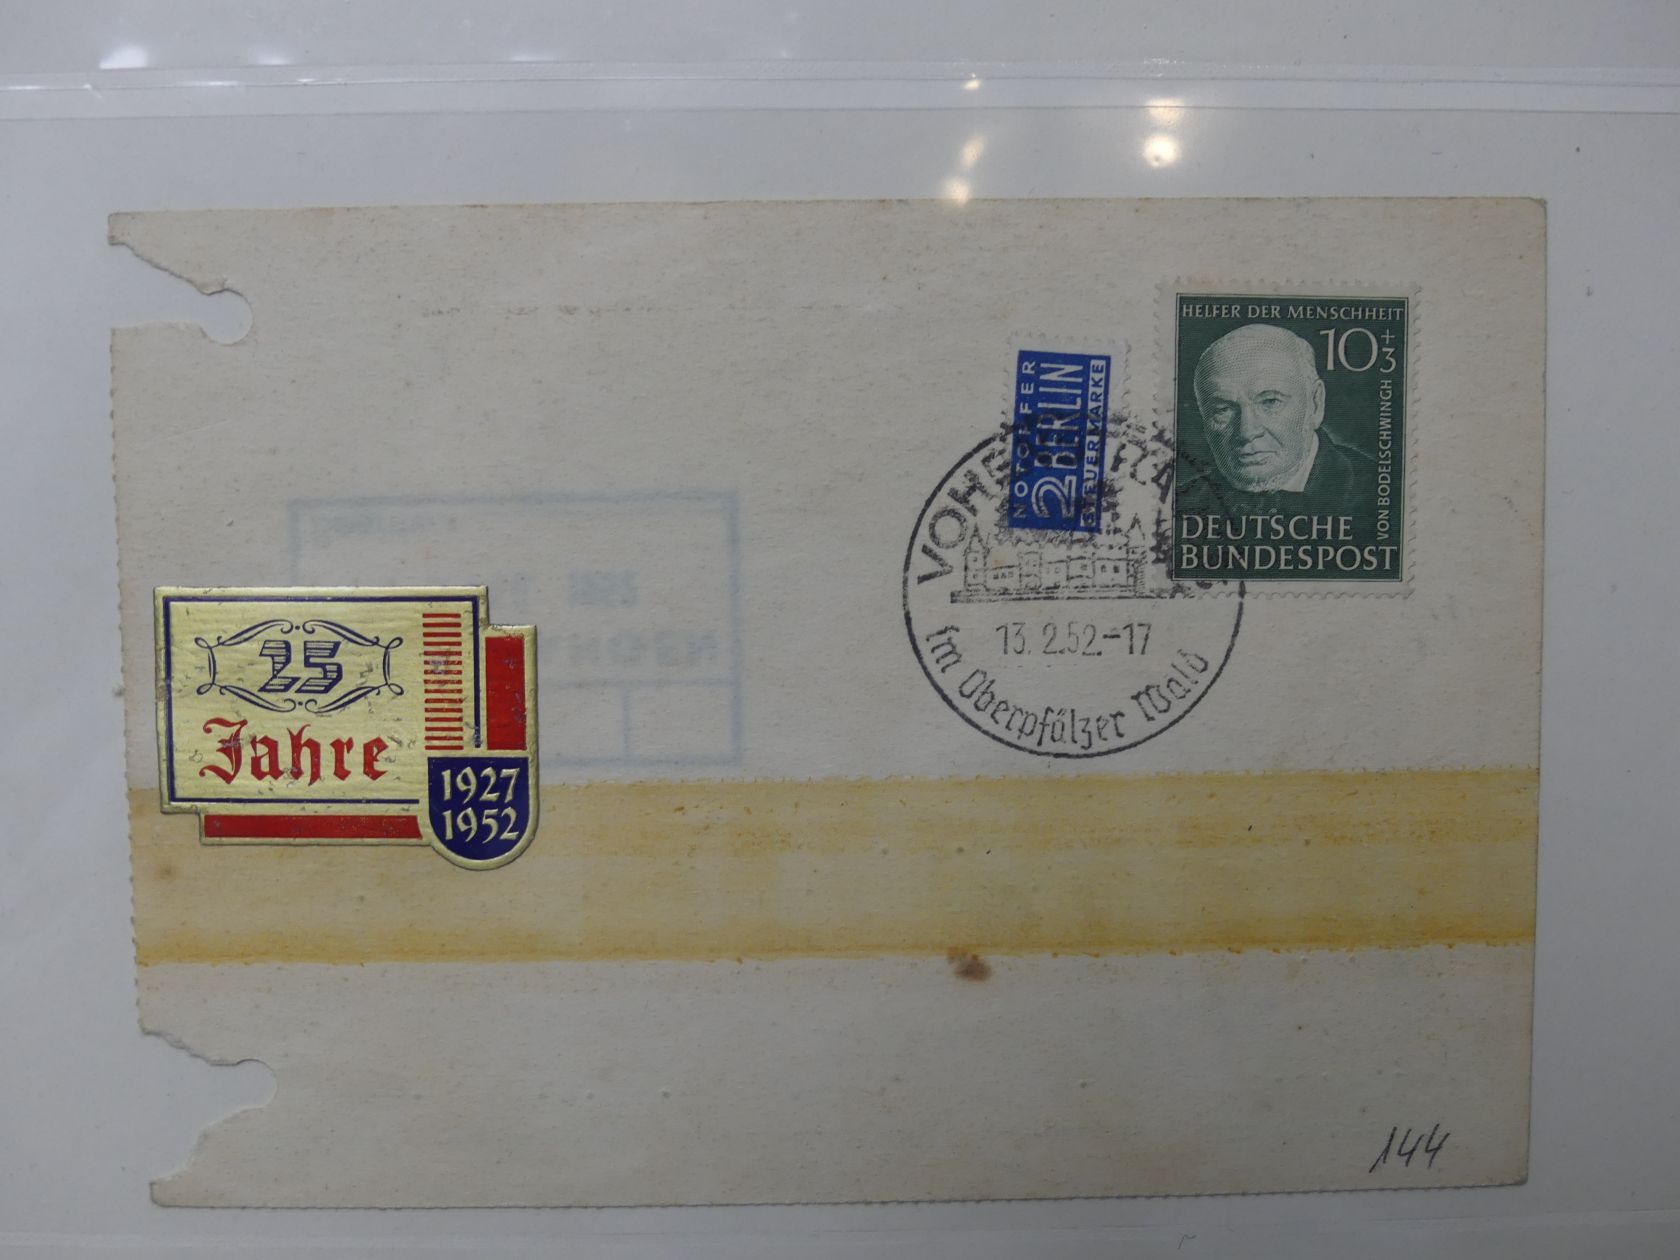 HELFER DER MENSCHHEIT
10+3
VON BODELSCHWINGH
DEUTSCHE
BUNDESPOST
NOTOPFER
2 BERLIN
STEUERMARKE
13.2.52.-17
Im Oberpfälzer Wald
25
Jahre
1927
1952
144